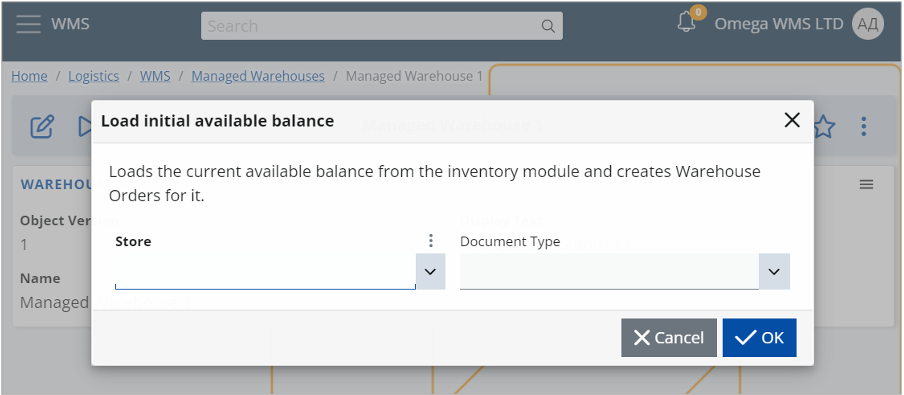 WMS
Search
0
Omega WMS LTD
АД
Home / Logistics / WMS / Managed Warehouses / Managed Warehouse 1
Load initial available balance
Loads the current available balance from the inventory module and creates Warehouse
Orders for it.
WAREHOU
Object Ver
1
Name
Managed
Store
Document Type
Cancel
OK